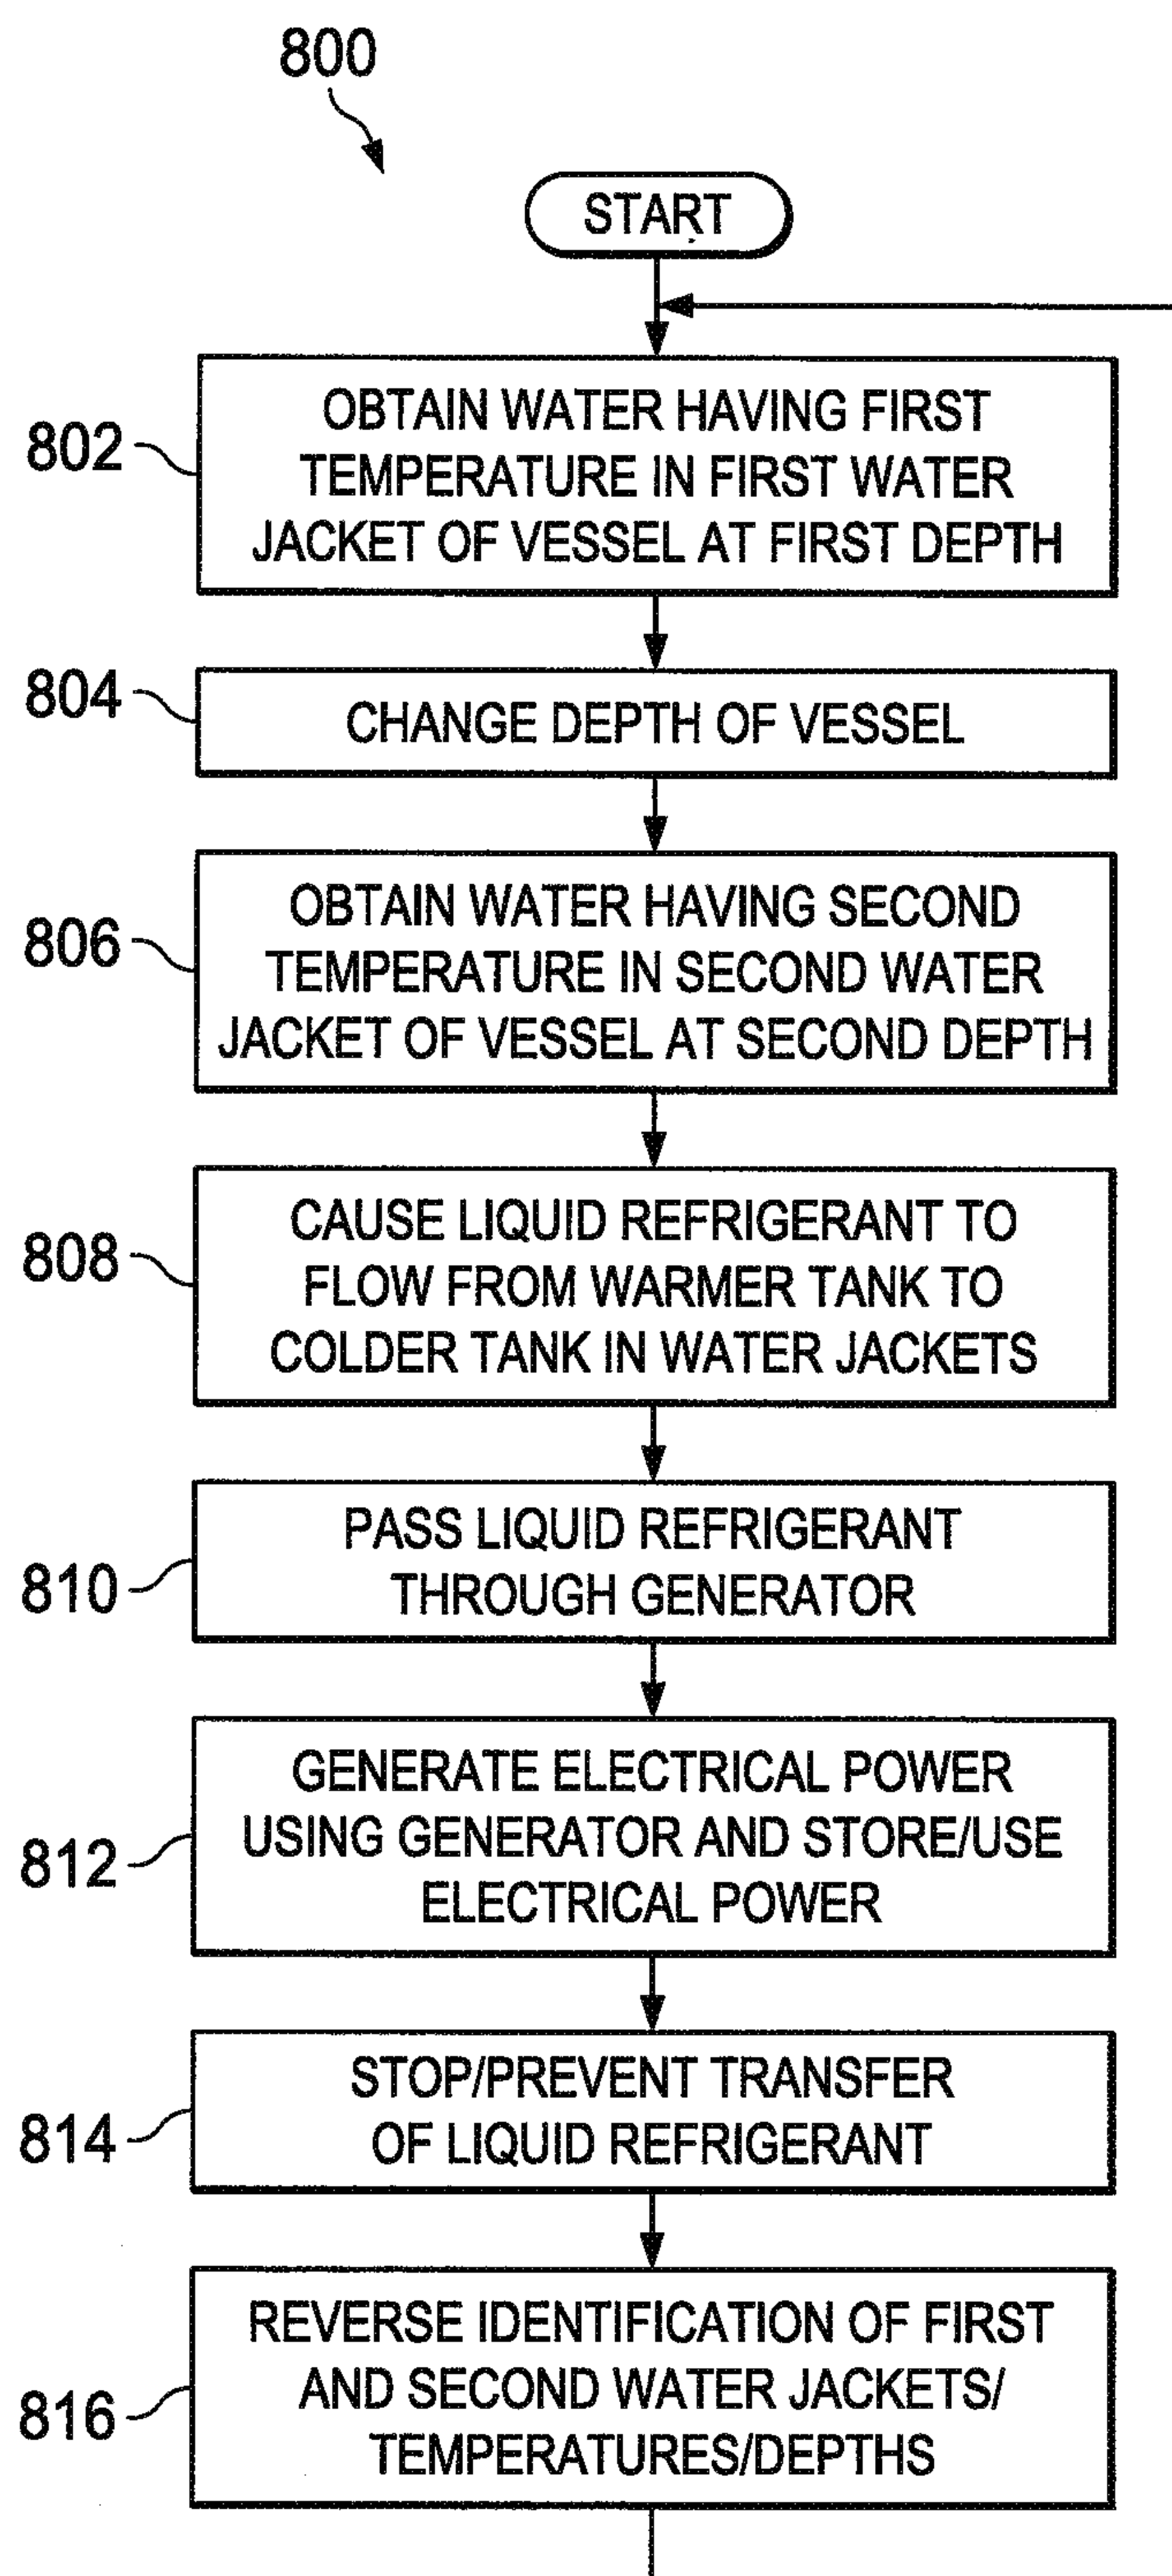 800
START
802
OBTAIN WATER HAVING FIRST
TEMPERATURE IN FIRST WATER
JACKET OF VESSEL AT FIRST DEPTH
804
CHANGE DEPTH OF VESSEL
806
OBTAIN WATER HAVING SECOND
TEMPERATURE IN SECOND WATER
JACKET OF VESSEL AT SECOND DEPTH
808
CAUSE LIQUID REFRIGERANT TO
FLOW FROM WARMER TANK TO
COLDER TANK IN WATER JACKETS
810
PASS LIQUID REFRIGERANT
THROUGH GENERATOR
812
GENERATE ELECTRICAL POWER
USING GENERATOR AND STORE/USE
ELECTRICAL POWER
814
STOP/PREVENT TRANSFER
OF LIQUID REFRIGERANT
816
REVERSE IDENTIFICATION OF FIRST
AND SECOND WATER JACKETS/
TEMPERATURES/DEPTHS